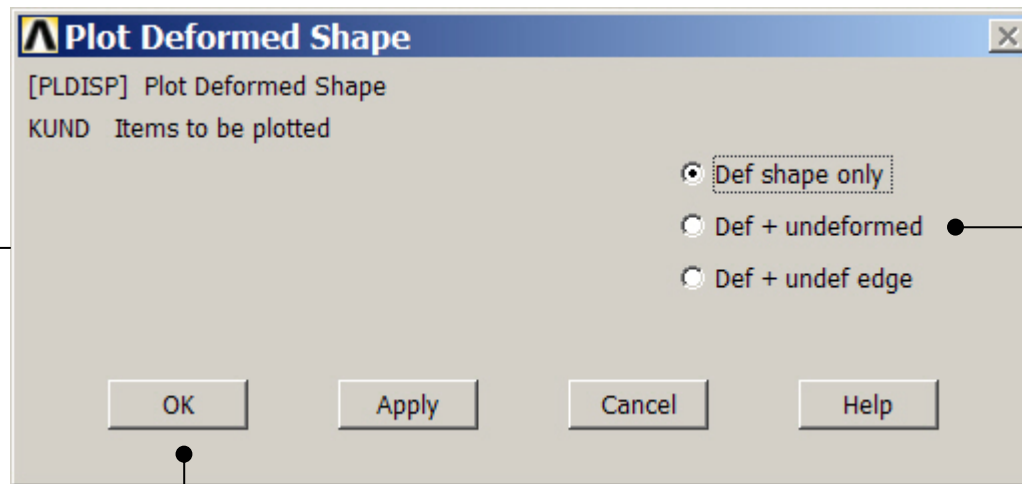 Plot Deformed Shape
[PLDISP] Plot Deformed Shape
KUND Items to be plotted
Def shape only
Def + undeformed
Def + undef edge
OK Apply Cancel Help